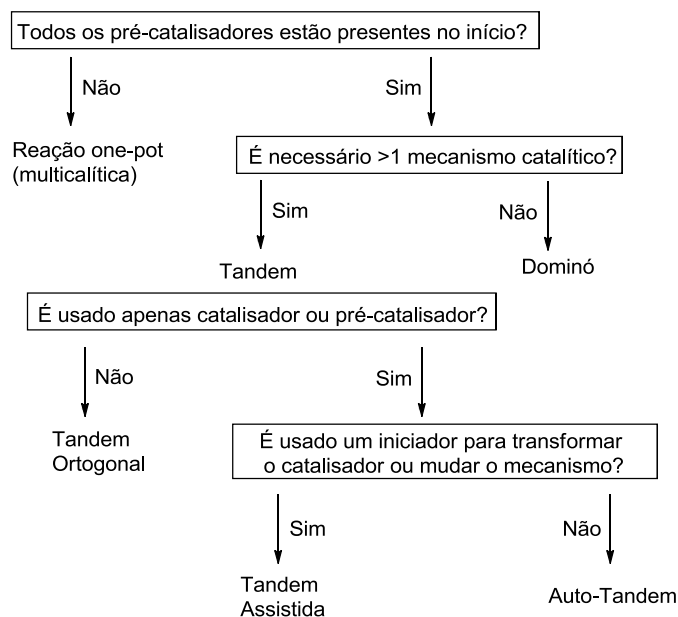 Todos os pré-catalisadores estão presentes no início?
Não
Sim
Reação one-pot
(multicalítica)
É necessário >1 mecanismo catalítico?
Sim
Não
Tandem
Dominó
É usado apenas catalisador ou pré-catalisador?
Não
Sim
Tandem
Ortogonal
É usado um iniciador para transformar
o catalisador ou mudar o mecanismo?
Sim
Não
Tandem
Assistida
Auto-Tandem